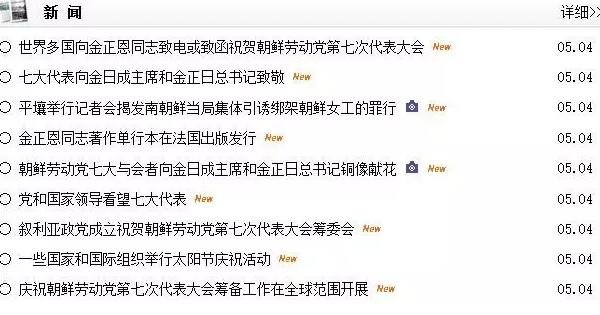 新 闻 详细>>
世界多国向金正恩同志致电或致函祝贺朝鲜劳动党第七次代表大会 New 05.04
七大代表向金日成主席和金正日总书记致敬 New 05.04
平壤举行记者会揭发南朝鲜当局集体引诱绑架朝鲜女工的罪行 New 05.04
金正恩同志著作单行本在法国出版发行 New 05.04
朝鲜劳动党七大与会者向金日成主席和金正日总书记铜像献花 New 05.04
党和国家领导看望七大代表 New 05.04
叙利亚政党成立祝贺朝鲜劳动党第七次代表大会筹委会 New 05.04
一些国家和国际组织举行太阳节庆祝活动 New 05.04
庆祝朝鲜劳动党第七次代表大会筹备工作在全球范围开展 New 05.04